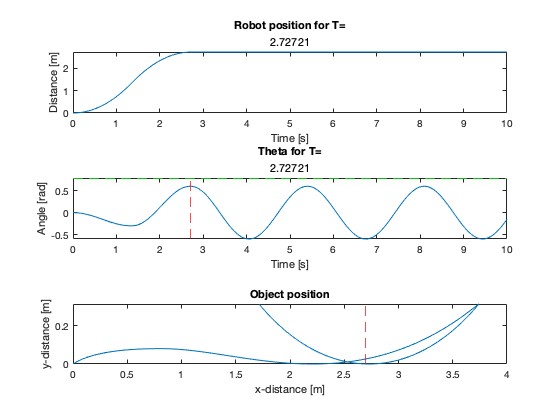 Robot position for T=
2.72721
Distance [m]
2
1
0
0 1 2 3 4 5 6 7 8 9 10
Time [s]
Theta for T=
2.72721
Angle [rad]
0.5
0
-0.5
0 1 2 3 4 5 6 7 8 9 10
Time [s]
Object position
y-distance [m]
0.2
0
0 0.5 1 1.5 2 2.5 3 3.5 4
x-distance [m]